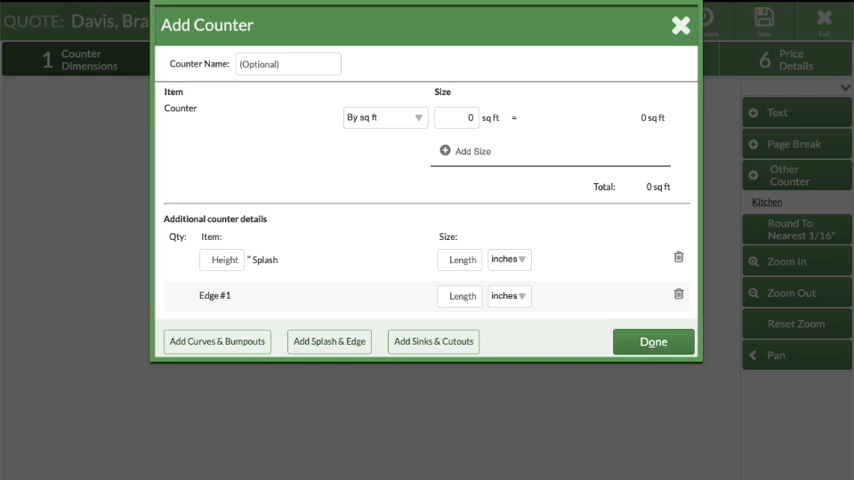 QUOTE: Davis, Bra
Add Counter
Save
Exit
1 Counter Dimensions
6 Price Details
Counter Name: (Optional)
Item Size
Counter
By sq ft 0 sq ft = 0 sq ft
Add Size
Total: 0 sq ft
Additional counter details
Qty: Item: Size:
Height " Splash Length inches
Edge #1 Length inches
Add Curves & Bumpouts Add Splash & Edge Add Sinks & Cutouts Done
Text
Page Break
Other
Counter
Kitchen
Round To
Nearest 1/16"
Zoom In
Zoom Out
Reset Zoom
Pan